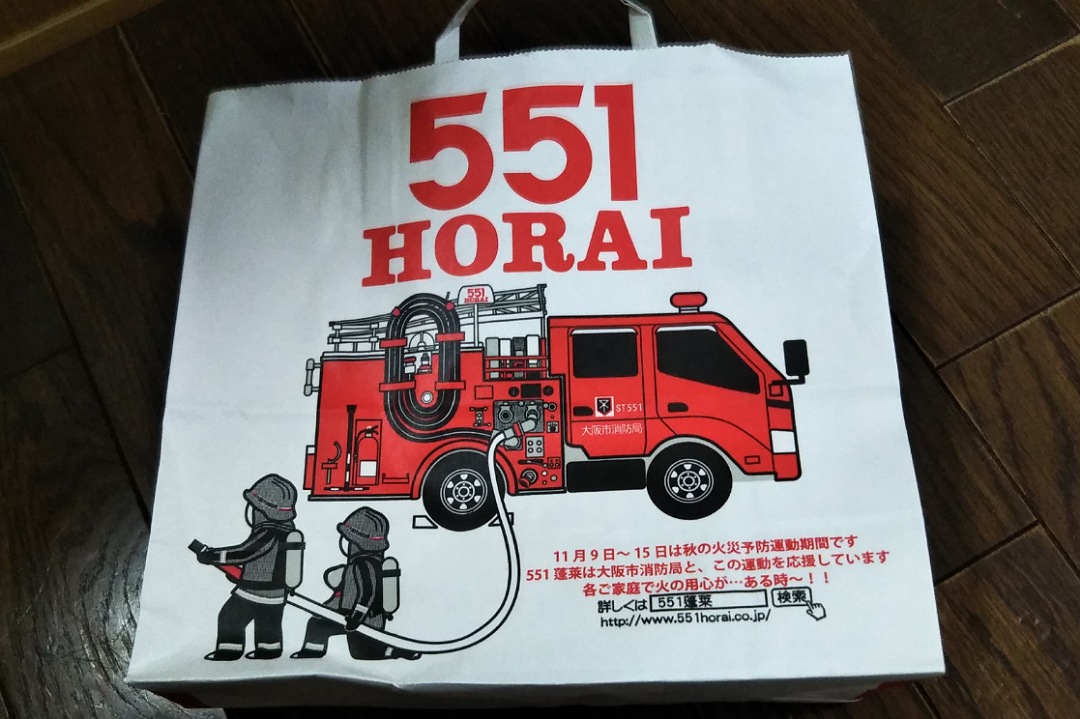 551
HORAI
551
HORAI
ST551
大阪市消防局
11月9日～15日は秋の火災予防運動期間です
551蓬莱は大阪市消防局と、この運動を応援しています
各ご家庭で火の用心が…ある時～！！
詳しくは 551蓬莱 検索
http://www.551horai.co.jp/